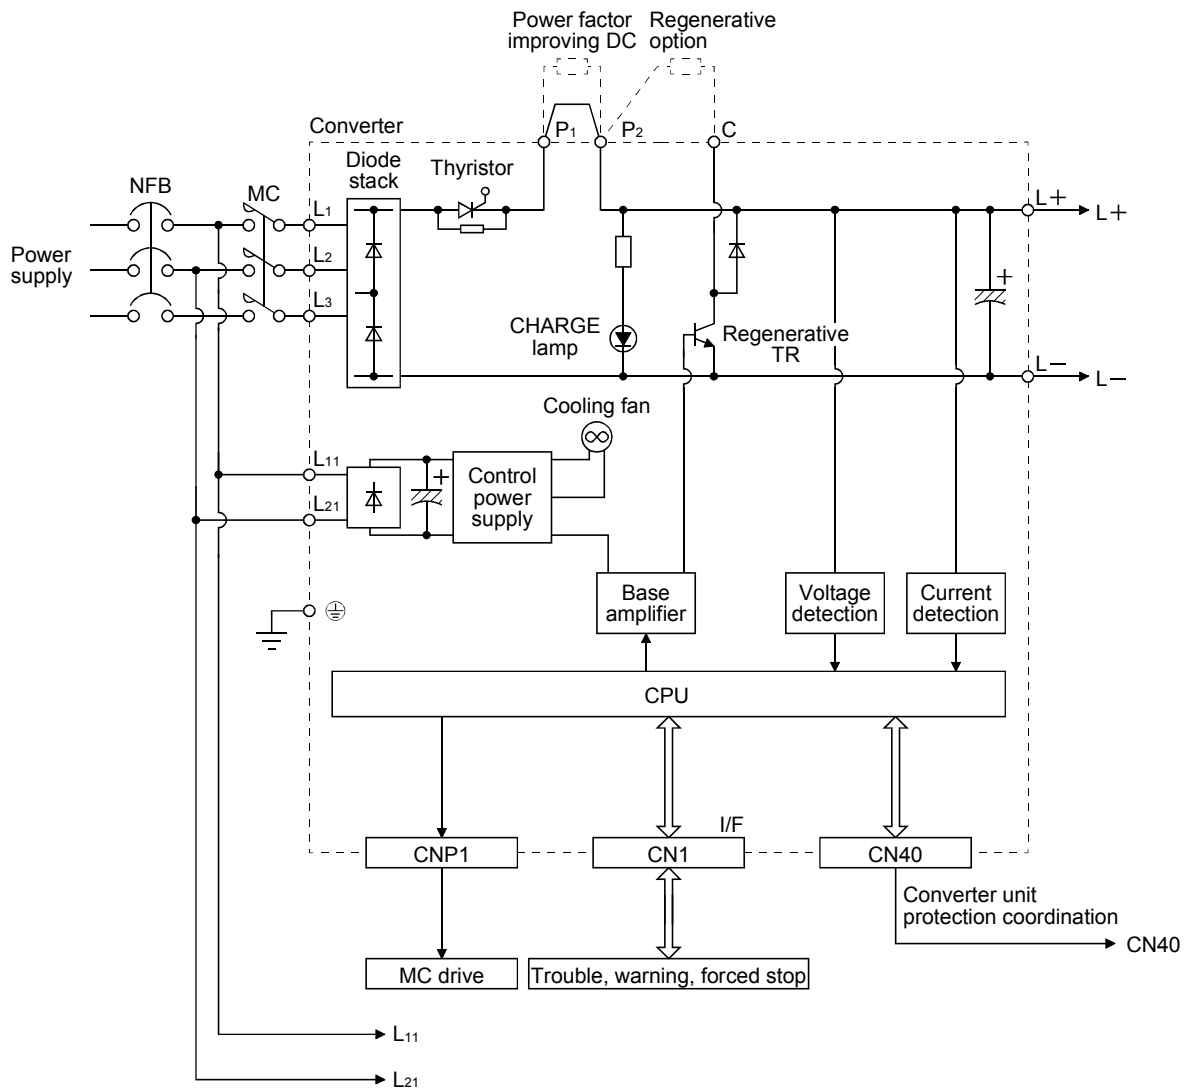 Power factor
improving DC
Regenerative
option
Converter
P1
P2
C
Diode
stack
Thyristor
NFB
MC
L1
L+
L+
Power
supply
L2
L3
CHARGE
lamp
Regenerative
TR
+
L−
L−
Cooling fan
L11
+
Control
power
supply
L21
Base
amplifier
Voltage
detection
Current
detection
CPU
I/F
CNP1
CN1
CN40
Converter unit
protection coordination
CN40
MC drive
Trouble, warning, forced stop
L11
L21